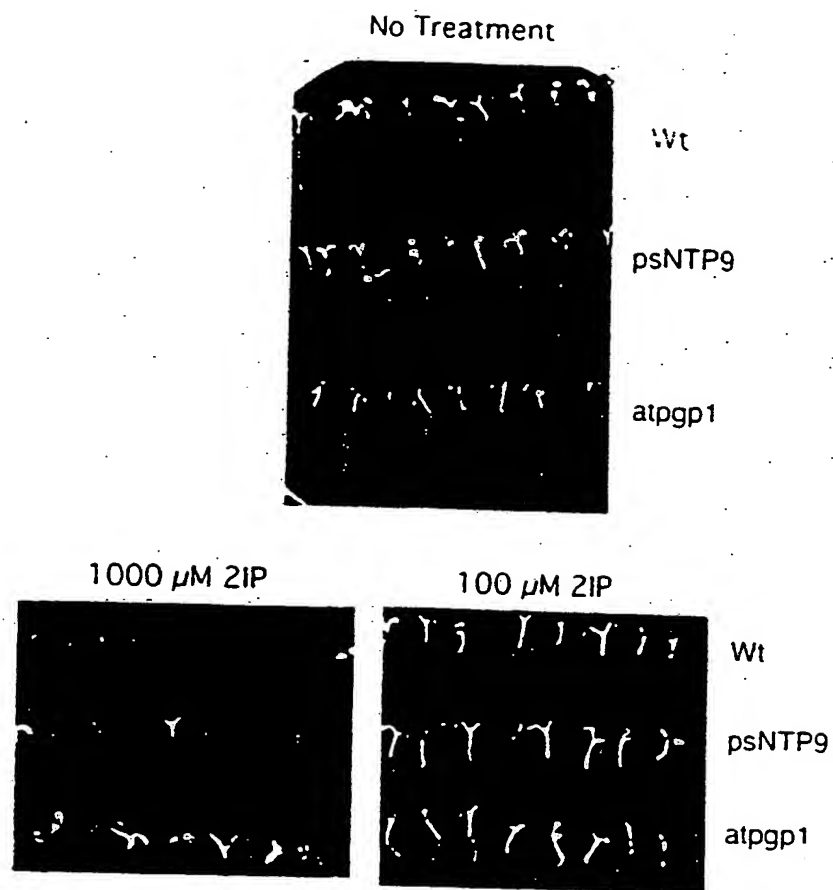 No Treatment
Wt
psNTP9
atpgp1
1000 µM 2IP
100 µM 2IP
Wt
psNTP9
atpgp1